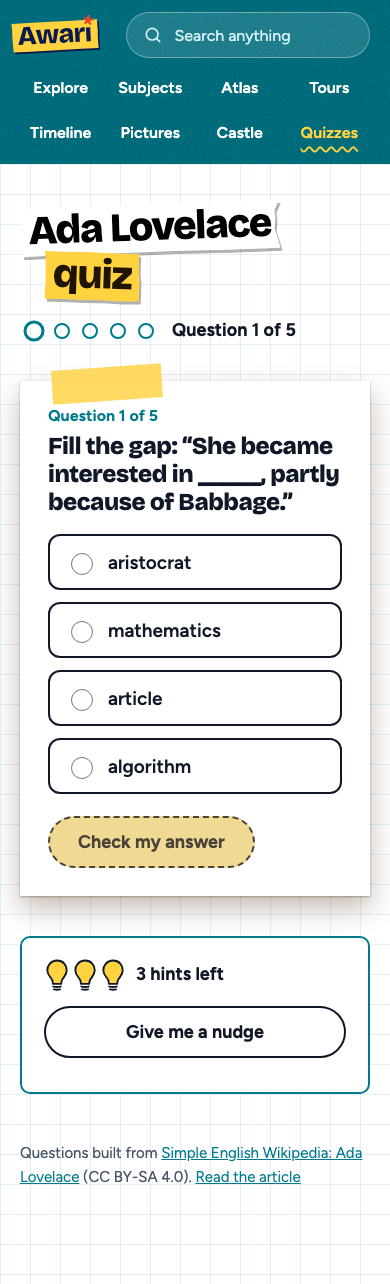 Awari
Search anything
Explore Subjects Atlas Tours
Timeline Pictures Castle Quizzes
Ada Lovelace
quiz
Question 1 of 5
Question 1 of 5
Fill the gap: “She became
interested in ______, partly
because of Babbage.”
aristocrat
mathematics
article
algorithm
Check my answer
3 hints left
Give me a nudge
Questions built from Simple English Wikipedia: Ada
Lovelace (CC BY-SA 4.0). Read the article